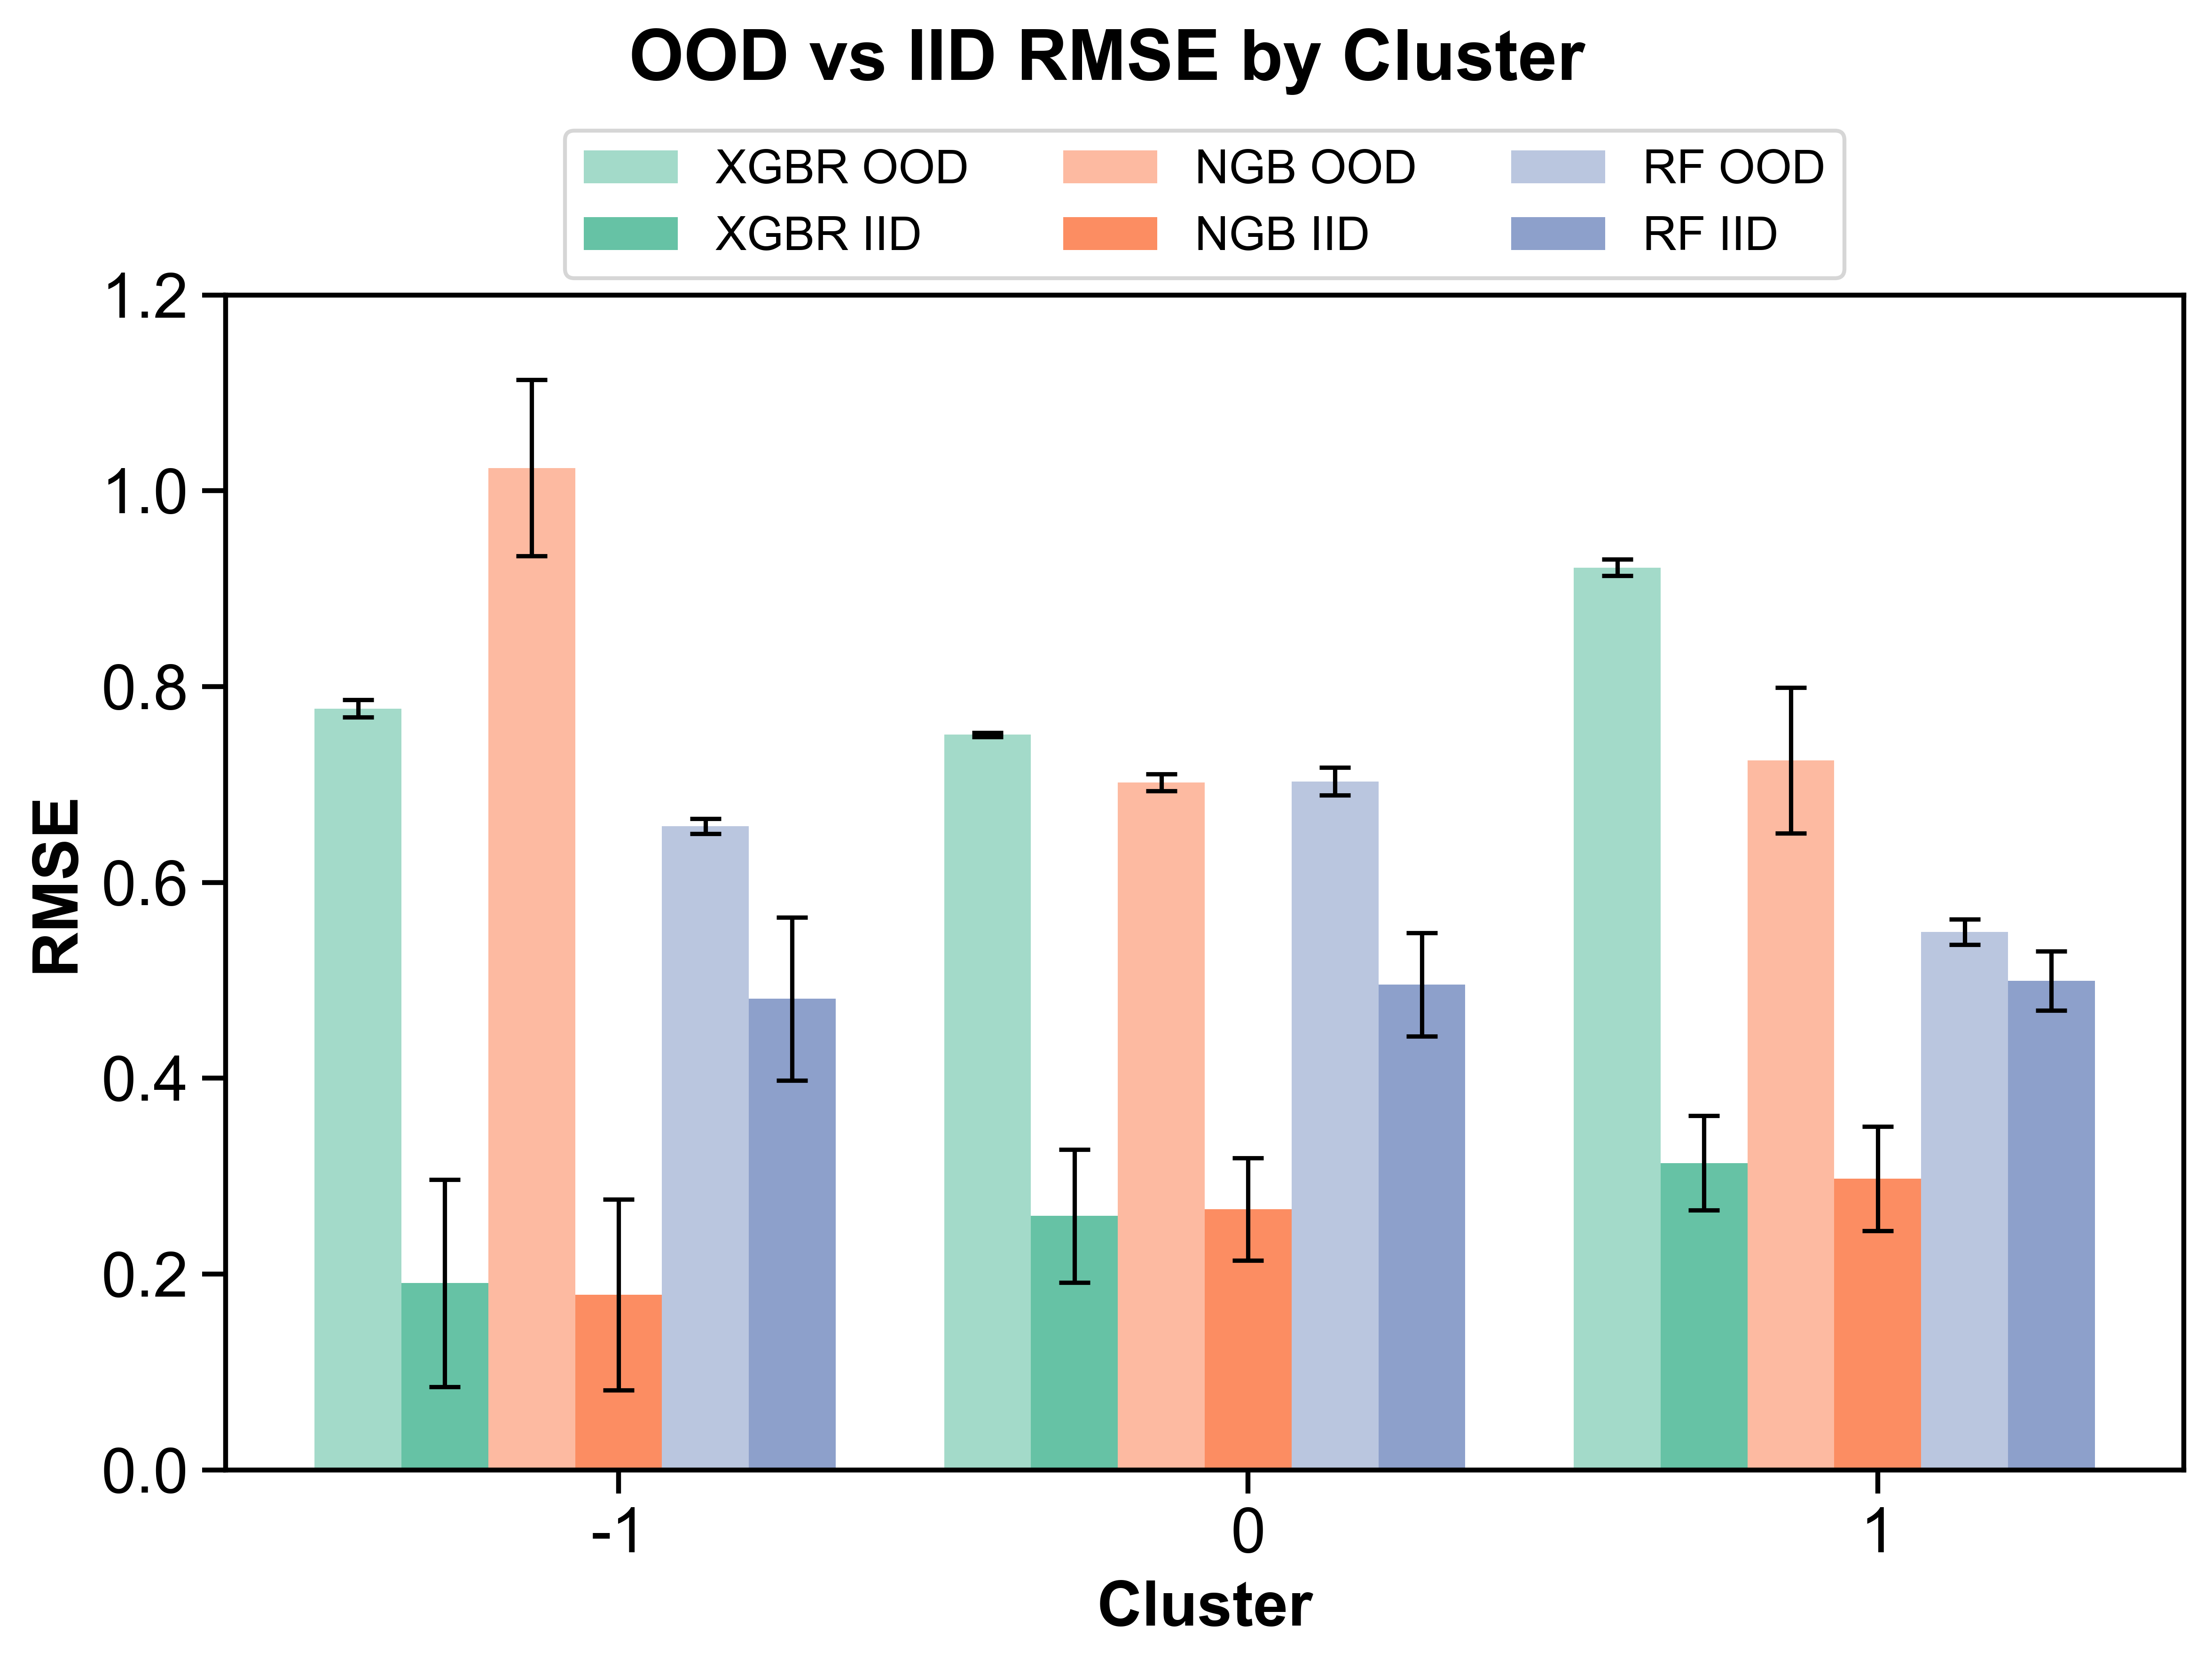 OOD vs IID RMSE by Cluster
XGBR OOD NGB OOD RF OOD
XGBR IID NGB IID RF IID
1.2
1.0
0.8
0.6
0.4
0.2
0.0
RMSE
-1 0 1
Cluster